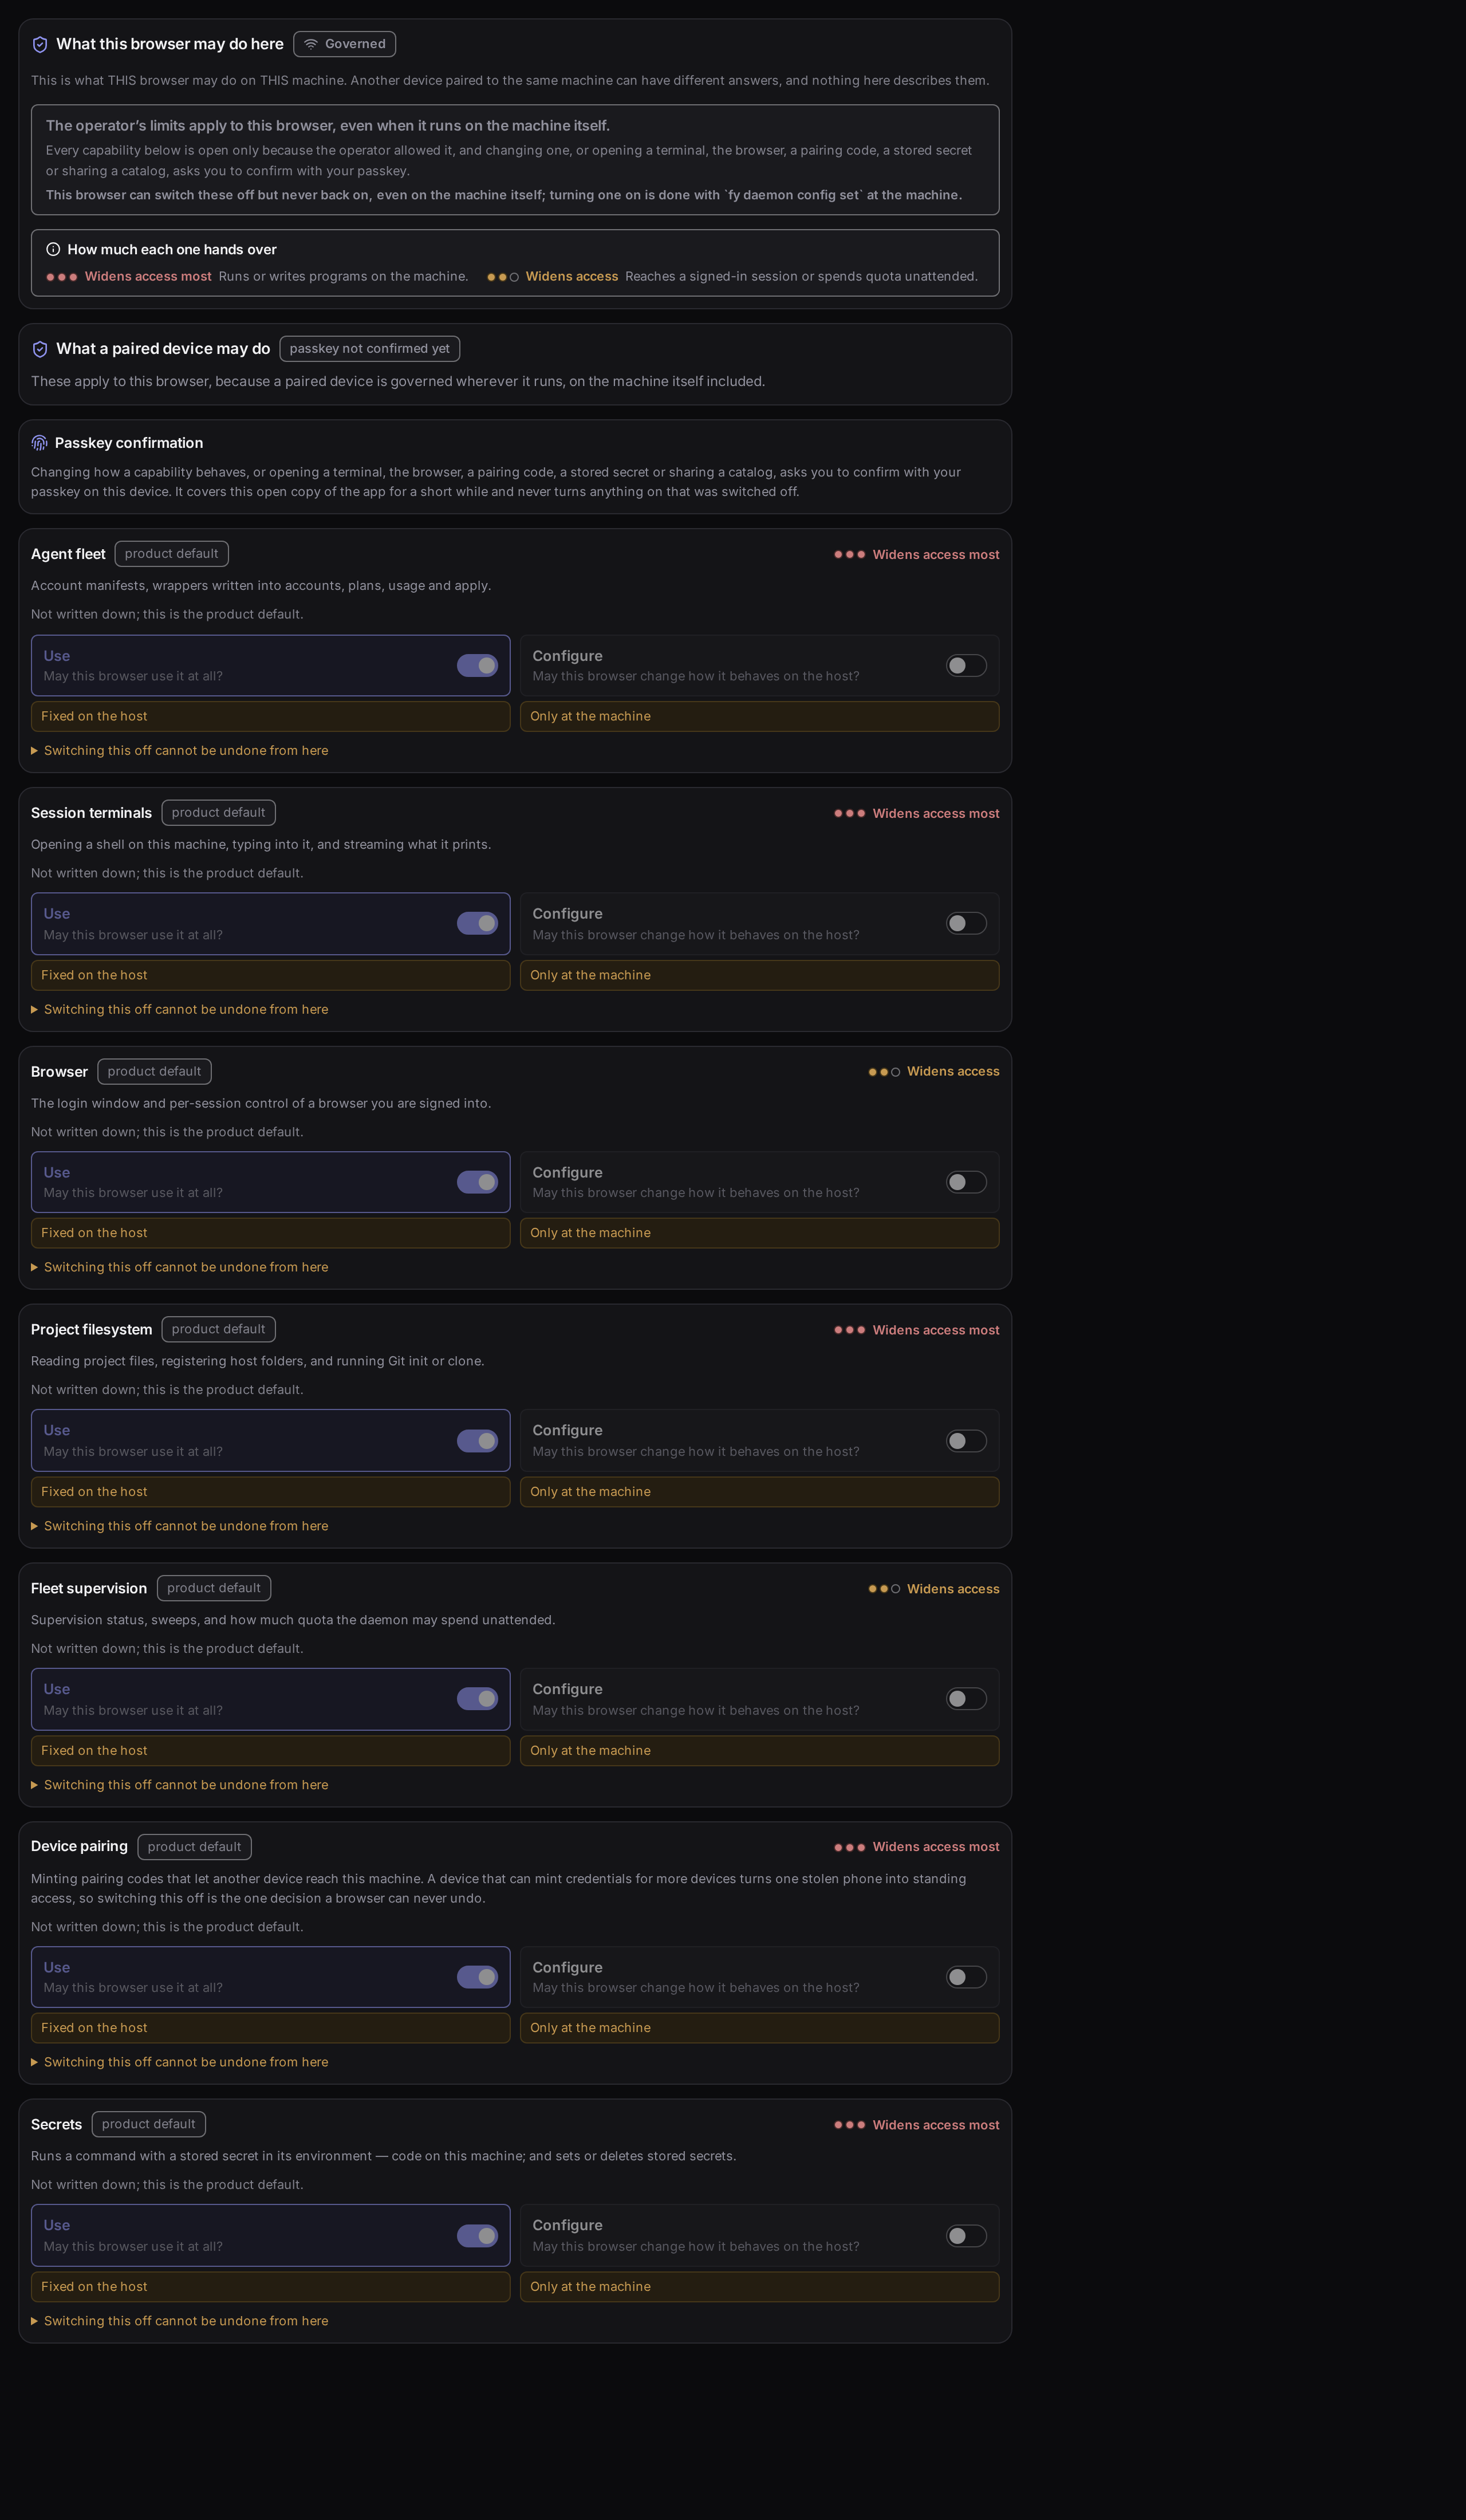 What this browser may do here
Governed
This is what THIS browser may do on THIS machine. Another device paired to the same machine can have different answers, and nothing here describes them.
The operator’s limits apply to this browser, even when it runs on the machine itself.
Every capability below is open only because the operator allowed it, and changing one, or opening a terminal, the browser, a pairing code, a stored secret
or sharing a catalog, asks you to confirm with your passkey.
This browser can switch these off but never back on, even on the machine itself; turning one on is done with `fy daemon config set` at the machine.
How much each one hands over
Widens access most Runs or writes programs on the machine.
Widens access Reaches a signed-in session or spends quota unattended.
What a paired device may do
passkey not confirmed yet
These apply to this browser, because a paired device is governed wherever it runs, on the machine itself included.
Passkey confirmation
Changing how a capability behaves, or opening a terminal, the browser, a pairing code, a stored secret or sharing a catalog, asks you to confirm with your
passkey on this device. It covers this open copy of the app for a short while and never turns anything on that was switched off.
Agent fleet
product default
Widens access most
Account manifests, wrappers written into accounts, plans, usage and apply.
Not written down; this is the product default.
Use
May this browser use it at all?
Configure
May this browser change how it behaves on the host?
Fixed on the host
Only at the machine
Switching this off cannot be undone from here
Session terminals
product default
Widens access most
Opening a shell on this machine, typing into it, and streaming what it prints.
Not written down; this is the product default.
Use
May this browser use it at all?
Configure
May this browser change how it behaves on the host?
Fixed on the host
Only at the machine
Switching this off cannot be undone from here
Browser
product default
Widens access
The login window and per-session control of a browser you are signed into.
Not written down; this is the product default.
Use
May this browser use it at all?
Configure
May this browser change how it behaves on the host?
Fixed on the host
Only at the machine
Switching this off cannot be undone from here
Project filesystem
product default
Widens access most
Reading project files, registering host folders, and running Git init or clone.
Not written down; this is the product default.
Use
May this browser use it at all?
Configure
May this browser change how it behaves on the host?
Fixed on the host
Only at the machine
Switching this off cannot be undone from here
Fleet supervision
product default
Widens access
Supervision status, sweeps, and how much quota the daemon may spend unattended.
Not written down; this is the product default.
Use
May this browser use it at all?
Configure
May this browser change how it behaves on the host?
Fixed on the host
Only at the machine
Switching this off cannot be undone from here
Device pairing
product default
Widens access most
Minting pairing codes that let another device reach this machine. A device that can mint credentials for more devices turns one stolen phone into standing
access, so switching this off is the one decision a browser can never undo.
Not written down; this is the product default.
Use
May this browser use it at all?
Configure
May this browser change how it behaves on the host?
Fixed on the host
Only at the machine
Switching this off cannot be undone from here
Secrets
product default
Widens access most
Runs a command with a stored secret in its environment — code on this machine; and sets or deletes stored secrets.
Not written down; this is the product default.
Use
May this browser use it at all?
Configure
May this browser change how it behaves on the host?
Fixed on the host
Only at the machine
Switching this off cannot be undone from here